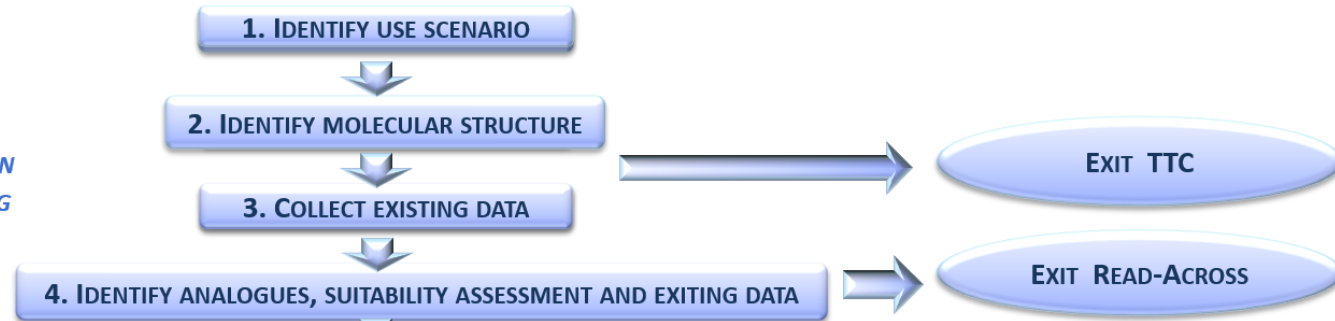 1. IDENTIFY USE SCENARIO
2. IDENTIFY MOLECULAR STRUCTURE
N
EXIT TTC
G
3. COLLECT EXISTING DATA
4. IDENTIFY ANALOGUES, SUITABILITY ASSESSMENT AND EXITING DATA
EXIT READ-ACROSS